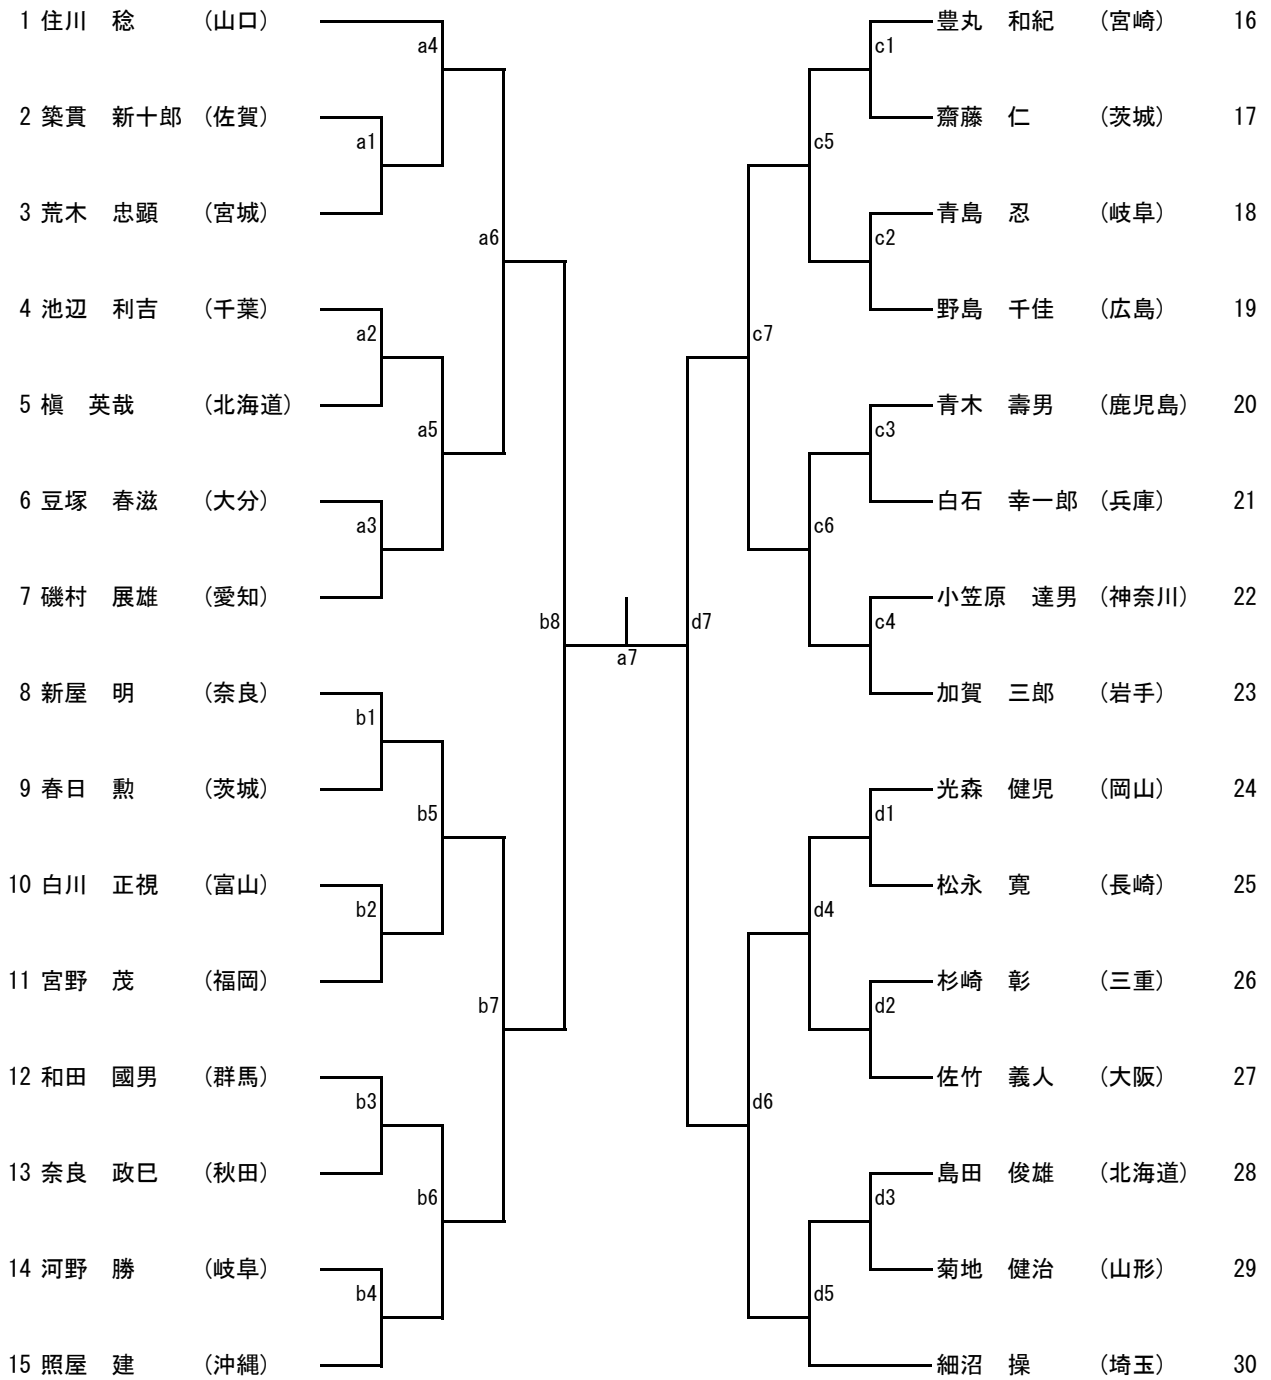 1 住川　稔　（山口）
a4
2 築貫　新十郎　（佐賀）
a1
3 荒木　忠顕　（宮城）
a6
4 池辺　利吉　（千葉）
a2
5 槇　英哉　（北海道）
a5
6 豆塚　春滋　（大分）
a3
7 磯村　展雄　（愛知）
b8
8 新屋　明　（奈良）
b1
9 春日　勲　（茨城）
b5
10 白川　正視　（富山）
b2
11 宮野　茂　（福岡）
b7
12 和田　國男　（群馬）
b3
13 奈良　政巳　（秋田）
b6
14 河野　勝　（岐阜）
b4
15 照屋　建　（沖縄）
a7
豊丸　和紀　（宮崎）　16
c1
齋藤　仁　（茨城）　17
c5
青島　忍　（岐阜）　18
c2
野島　千佳　（広島）　19
c7
青木　壽男　（鹿児島）　20
c3
白石　幸一郎　（兵庫）　21
c6
小笠原　達男　（神奈川）　22
c4
d7
加賀　三郎　（岩手）　23
光森　健児　（岡山）　24
d1
松永　寛　（長崎）　25
d4
杉崎　彰　（三重）　26
d2
佐竹　義人　（大阪）　27
d6
島田　俊雄　（北海道）　28
d3
菊地　健治　（山形）　29
d5
細沼　操　（埼玉）　30